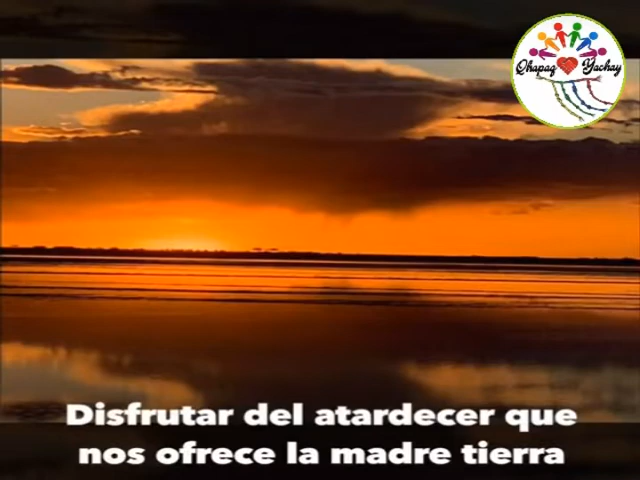 Qhapaq Yachay
Disfrutar del atardecer que
nos ofrece la madre tierra